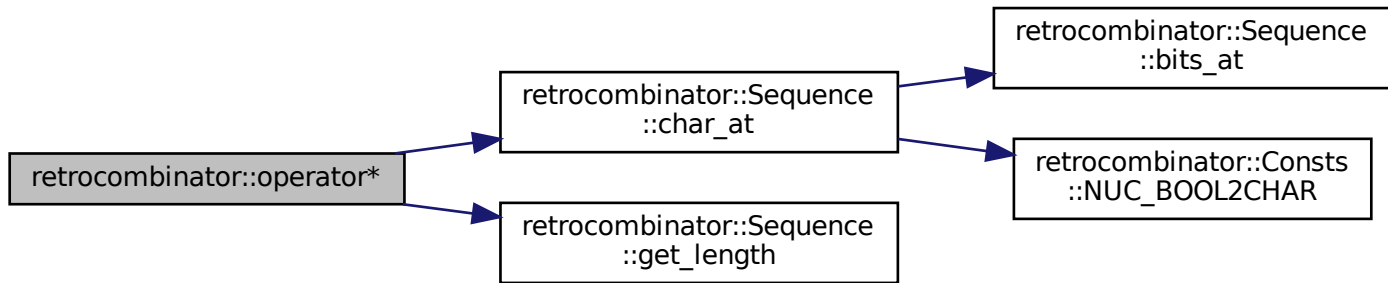 retrocombinator::operator*
retrocombinator::Sequence
::char_at
retrocombinator::Sequence
::get_length
retrocombinator::Sequence
::bits_at
retrocombinator::Consts
::NUC_BOOL2CHAR